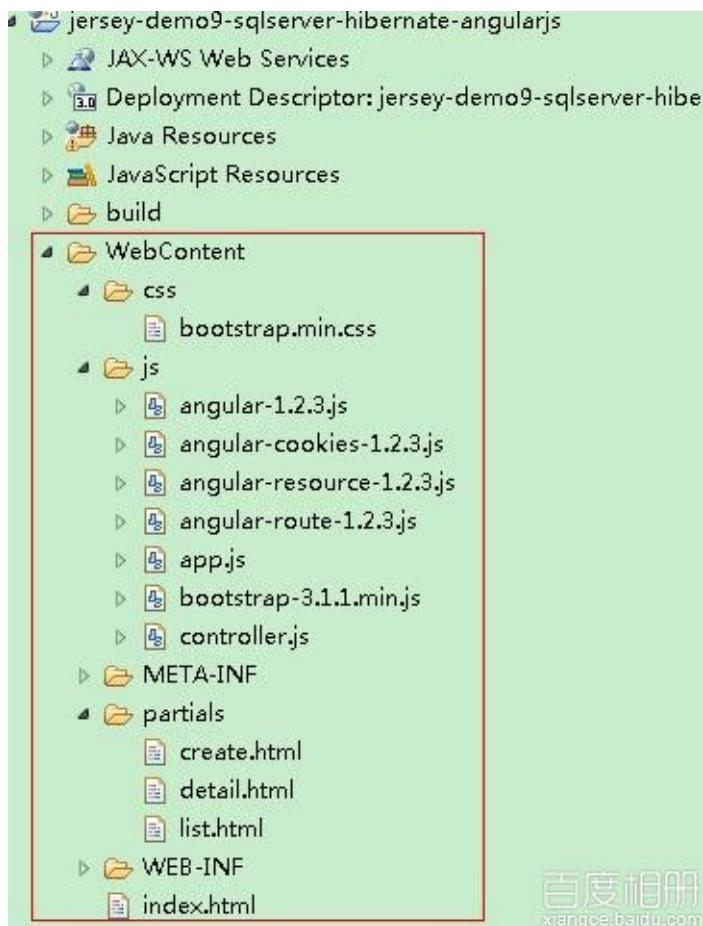 jersey-demo9-sqlserver-hibernate-angularjs
JAX-WS Web Services
3.0 Deployment Descriptor: jersey-demo9-sqlserver-hibe
Java Resources
JavaScript Resources
build
WebContent
css
bootstrap.min.css
js
angular-1.2.3.js
angular-cookies-1.2.3.js
angular-resource-1.2.3.js
angular-route-1.2.3.js
app.js
bootstrap-3.1.1.min.js
controller.js
META-INF
partials
create.html
detail.html
list.html
WEB-INF
index.html
百度相册
xiangce.baidu.com